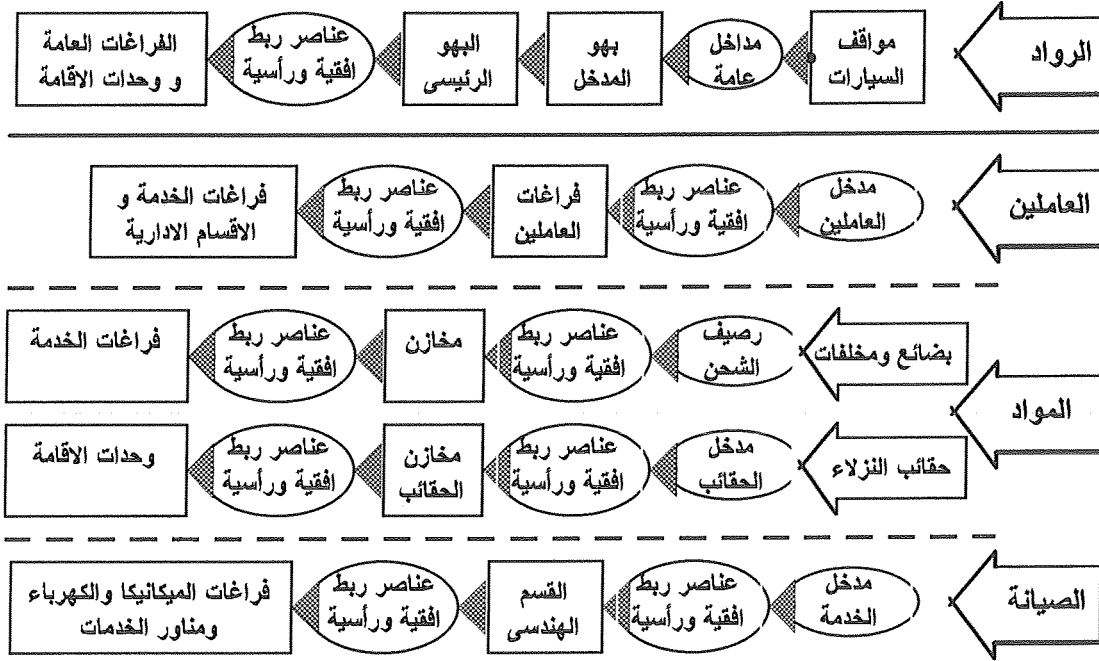 الرواد
مواقف
السيارات
مداخل
عامة
بهو
المدخل
البهو
الرئيسى
عناصر ربط
افقية ورأسية
الفراغات العامة
و وحدات الاقامة
العاملين
مدخل
العاملين
عناصر ربط
افقية ورأسية
فراغات
العاملين
عناصر ربط
افقية ورأسية
فراغات الخدمة و
الاقسام الادارية
المواد
بضائع ومخلفات
رصيف
الشحن
عناصر ربط
افقية ورأسية
مخازن
عناصر ربط
افقية ورأسية
فراغات الخدمة
حقائب النزلاء
مدخل
الحقائب
عناصر ربط
افقية ورأسية
مخازن
الحقائب
عناصر ربط
افقية ورأسية
وحدات الاقامة
الصيانة
مدخل
الخدمة
عناصر ربط
افقية ورأسية
القسم
الهندسى
عناصر ربط
افقية ورأسية
فراغات الميكانيكا والكهرباء
ومناور الخدمات